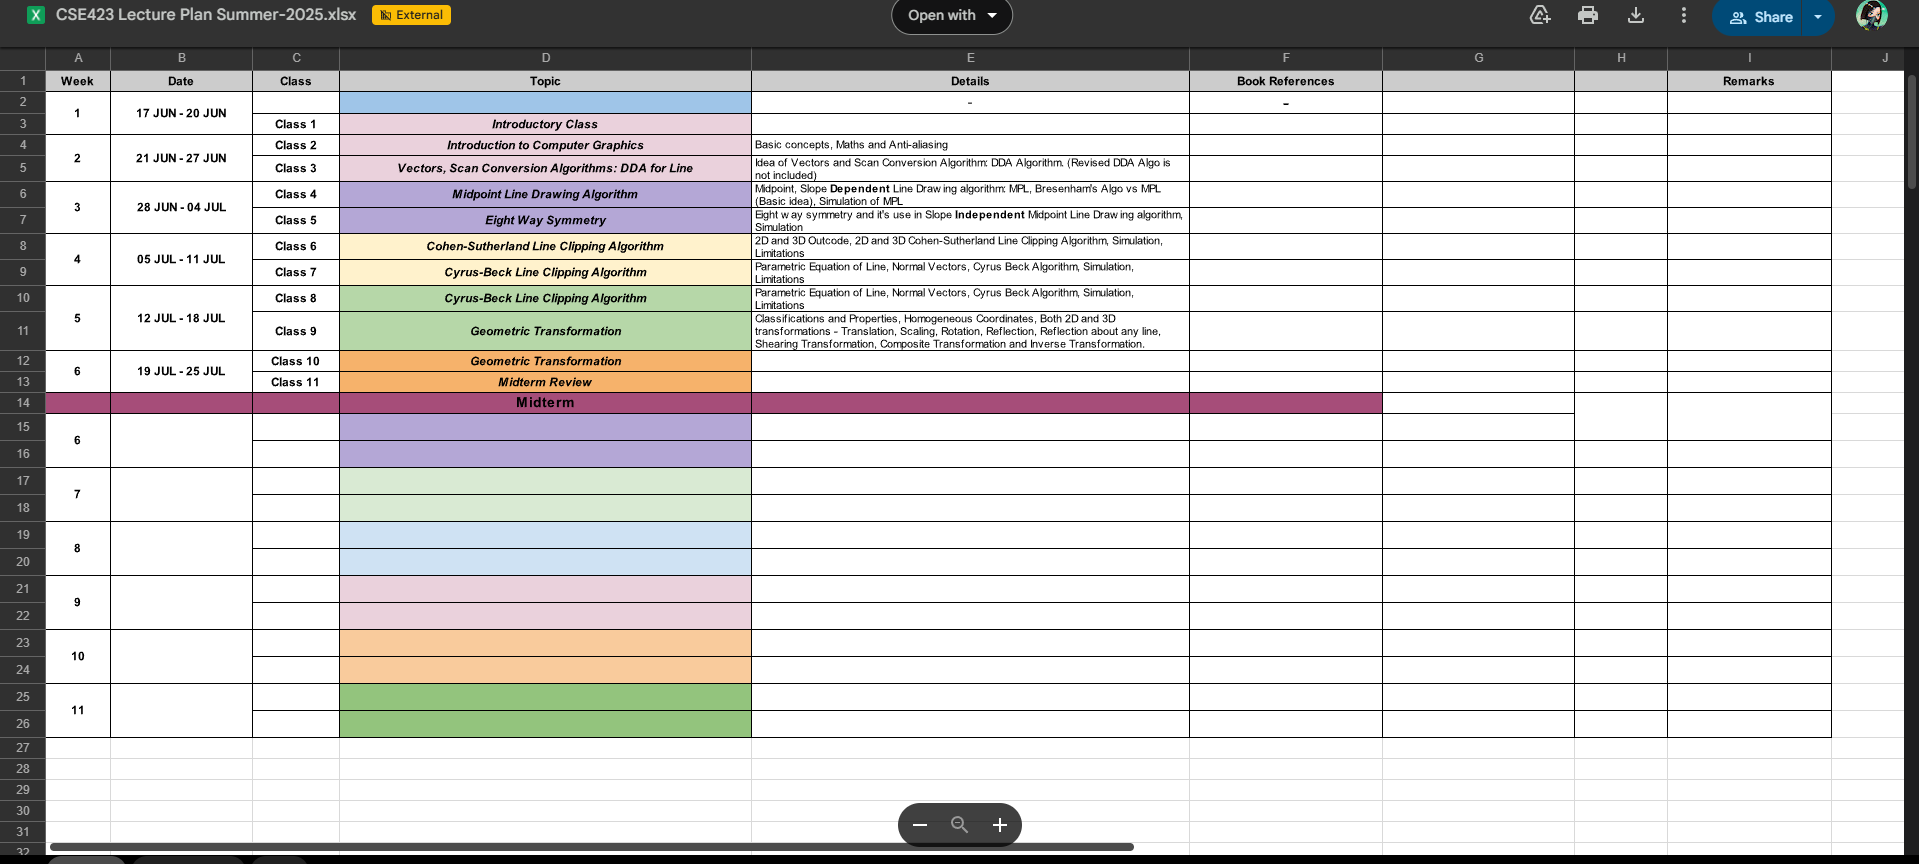 CSE423 Lecture Plan Summer-2025.xlsx External Open with Share
A B C D E F G H I J
1 Week Date Class Topic Details Book References Remarks
2 1 17 JUN - 20 JUN - -
3 Class 1 Introductory Class
4 2 21 JUN - 27 JUN Class 2 Introduction to Computer Graphics Basic concepts, Maths and Anti-aliasing
5 Class 3 Vectors, Scan Conversion Algorithms: DDA for Line Idea of Vectors and Scan Conversion Algorithm: DDA Algorithm. (Revised DDA Algo is
not included)
6 3 28 JUN - 04 JUL Class 4 Midpoint Line Drawing Algorithm Midpoint, Slope Dependent Line Drawing algorithm: MPL, Bresenham's Algo vs MPL
(Basic idea), Simulation of MPL
7 Class 5 Eight Way Symmetry Eight way symmetry and it's use in Slope Independent Midpoint Line Drawing algorithm,
Simulation
8 4 05 JUL - 11 JUL Class 6 Cohen-Sutherland Line Clipping Algorithm 2D and 3D Outcode, 2D and 3D Cohen-Sutherland Line Clipping Algorithm, Simulation,
Limitations
9 Class 7 Cyrus-Beck Line Clipping Algorithm Parametric Equation of Line, Normal Vectors, Cyrus Beck Algorithm, Simulation,
Limitations
10 5 12 JUL - 18 JUL Class 8 Cyrus-Beck Line Clipping Algorithm Parametric Equation of Line, Normal Vectors, Cyrus Beck Algorithm, Simulation,
Limitations
11 Class 9 Geometric Transformation Classifications and Properties, Homogeneous Coordinates, Both 2D and 3D
transformations - Translation, Scaling, Rotation, Reflection, Reflection about any line,
Shearing Transformation, Composite Transformation and Inverse Transformation.
12 6 19 JUL - 25 JUL Class 10 Geometric Transformation
13 Class 11 Midterm Review
14 Midterm
15 6
16
17 7
18
19 8
20
21 9
22
23 10
24
25 11
26
27
28
29
30
31
32